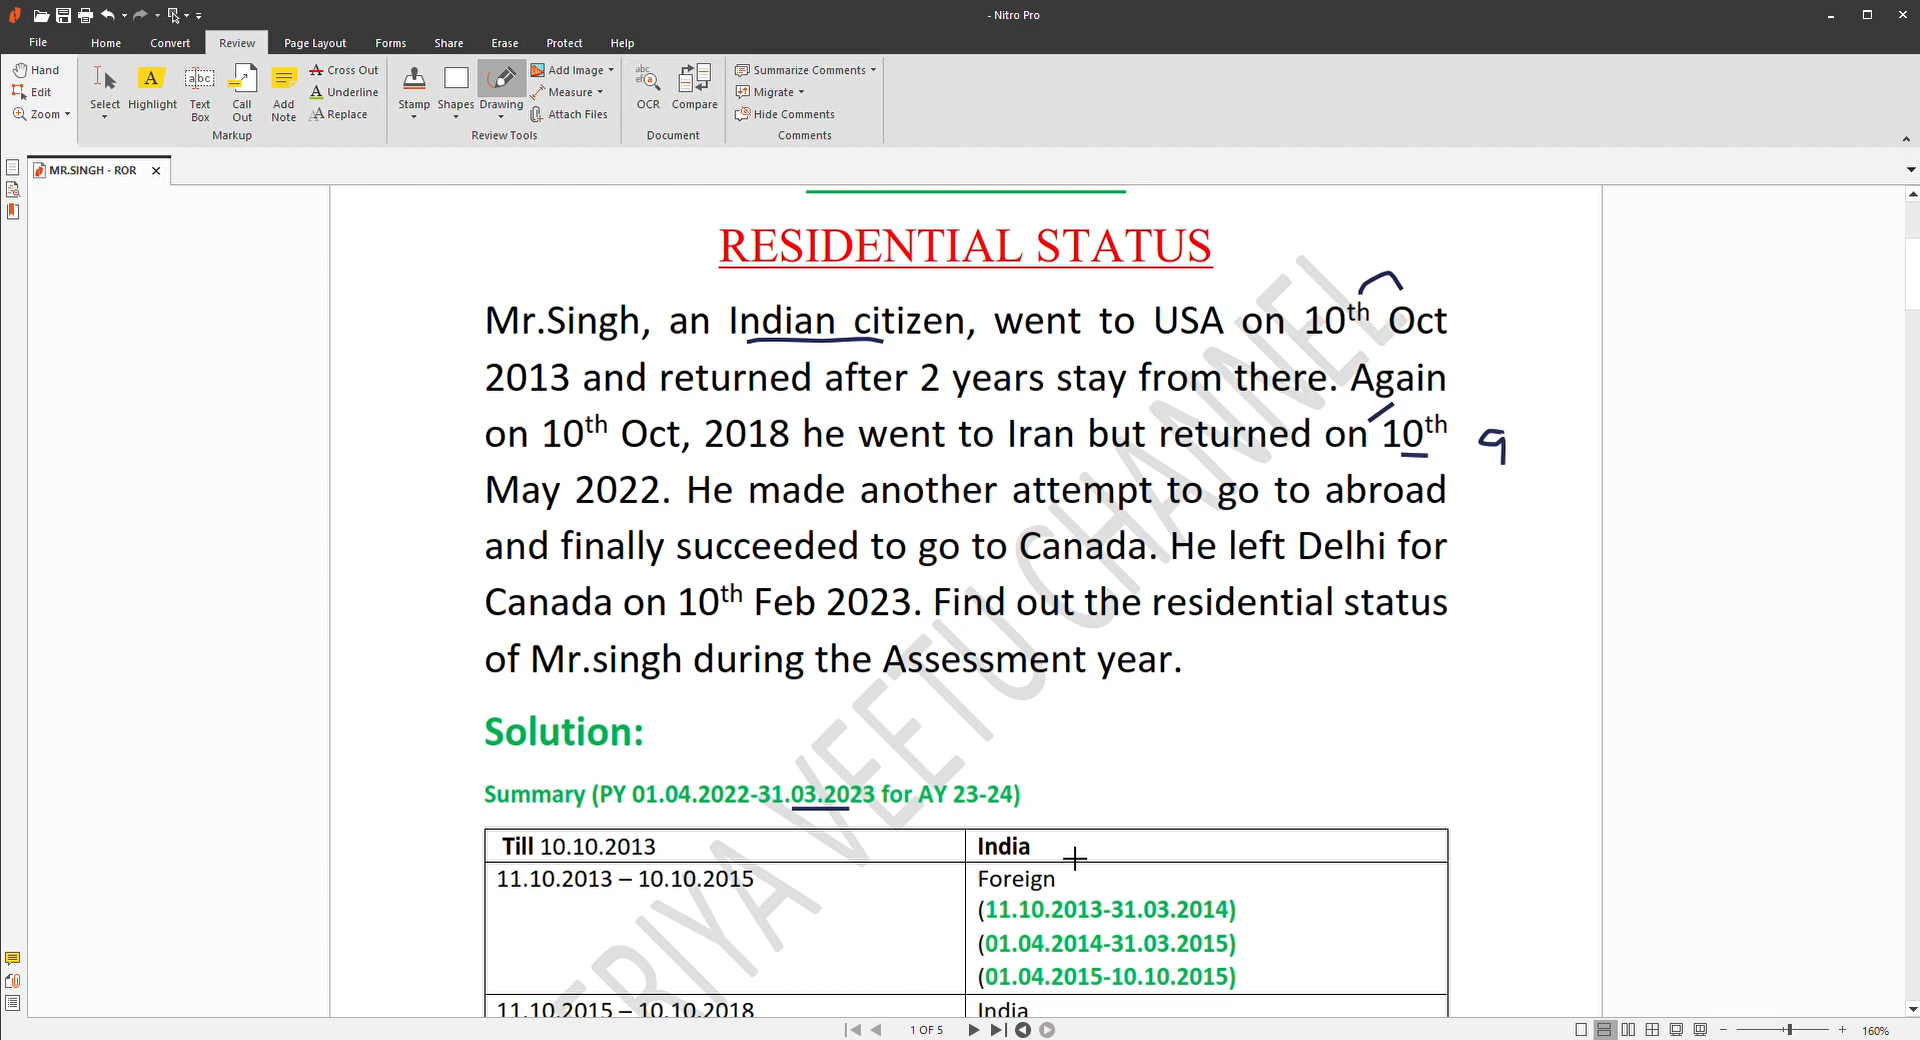 - Nitro Pro
File Home Convert Review Page Layout Forms Share Erase Protect Help
Hand
Edit
Zoom
Select
Highlight
Text Box
Call Out
Add Note
Cross Out
Underline
Replace
Markup
Stamp
Shapes
Drawing
Add Image
Measure
Attach Files
Review Tools
OCR
Compare
Document
Summarize Comments
Migrate
Hide Comments
Comments
MR.SINGH - ROR
RESIDENTIAL STATUS
Mr.Singh, an Indian citizen, went to USA on 10th Oct
2013 and returned after 2 years stay from there. Again
on 10th Oct, 2018 he went to Iran but returned on 10th 9
May 2022. He made another attempt to go to abroad
and finally succeeded to go to Canada. He left Delhi for
Canada on 10th Feb 2023. Find out the residential status
of Mr.singh during the Assessment year.
Solution:
Summary (PY 01.04.2022-31.03.2023 for AY 23-24)
Till 10.10.2013 India
11.10.2013 – 10.10.2015 Foreign
(11.10.2013-31.03.2014)
(01.04.2014-31.03.2015)
(01.04.2015-10.10.2015)
11.10.2015 – 10.10.2018 India
ERIYA VEETU CHANNEL
1 OF 5
160%